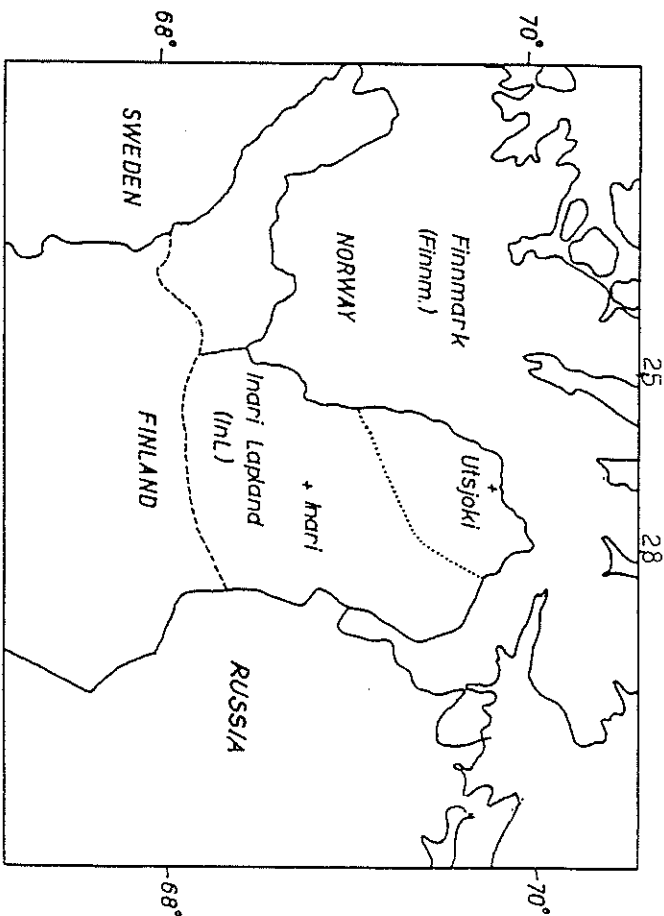 70°
68°
25
28
70°
68°
Finnmark
(Finnm.)
NORWAY
SWEDEN
Utsjoki
+
Inari Lapland
(InL.)
+ Inari
FINLAND
RUSSIA